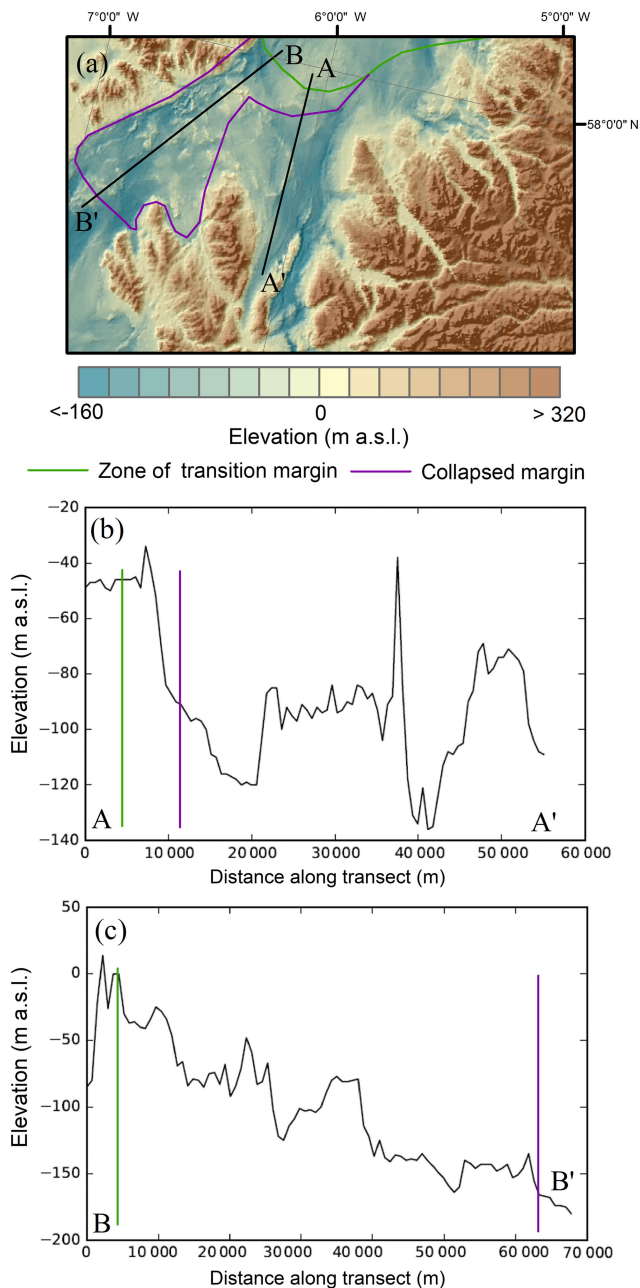 7°0'0" W 6°0'0" W 5°0'0" W
(a)
B
A
58°0'0" N
B'
A'
<-160 0 > 320
Elevation (m a.s.l.)
Zone of transition margin Collapsed margin
(b)
−20
−40
−60
−80
−100
−120
−140
Elevation (m a.s.l.)
A A'
0 10 000 20 000 30 000 40 000 50 000 60 000
Distance along transect (m)
(c)
50
0
−50
−100
−150
−200
Elevation (m a.s.l.)
B B'
0 10 000 20 000 30 000 40 000 50 000 60 000 70 000
Distance along transect (m)